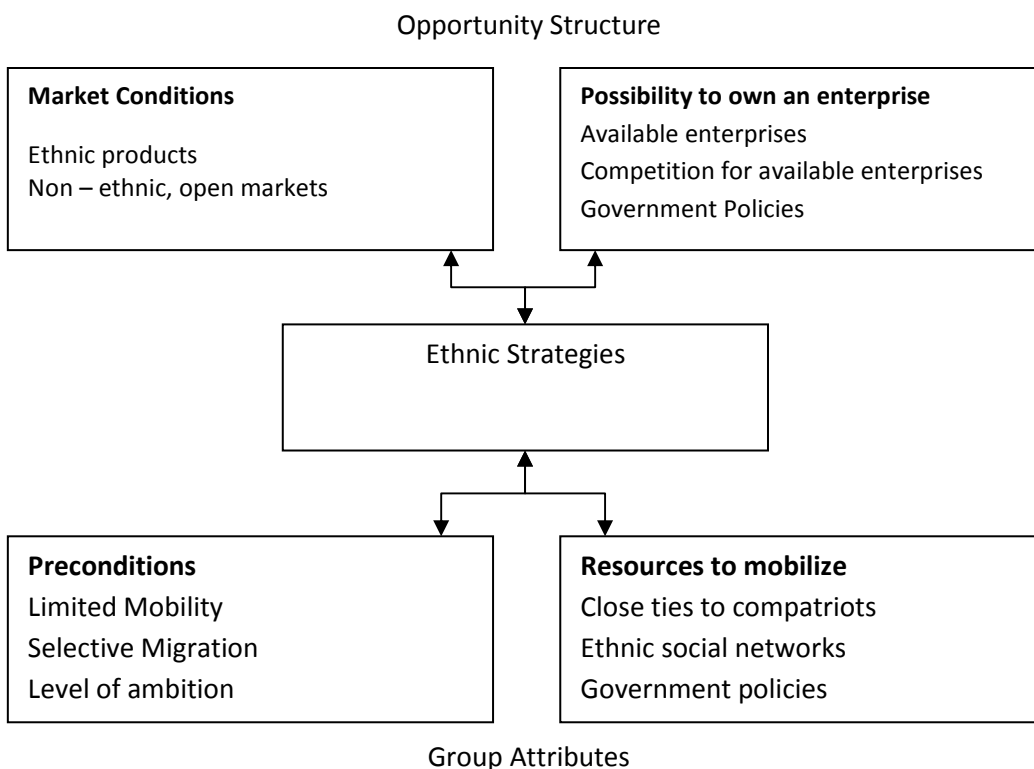 Opportunity Structure
Market Conditions
Ethnic products
Non – ethnic, open markets
Possibility to own an enterprise
Available enterprises
Competition for available enterprises
Government Policies
Ethnic Strategies
Preconditions
Limited Mobility
Selective Migration
Level of ambition
Resources to mobilize
Close ties to compatriots
Ethnic social networks
Government policies
Group Attributes